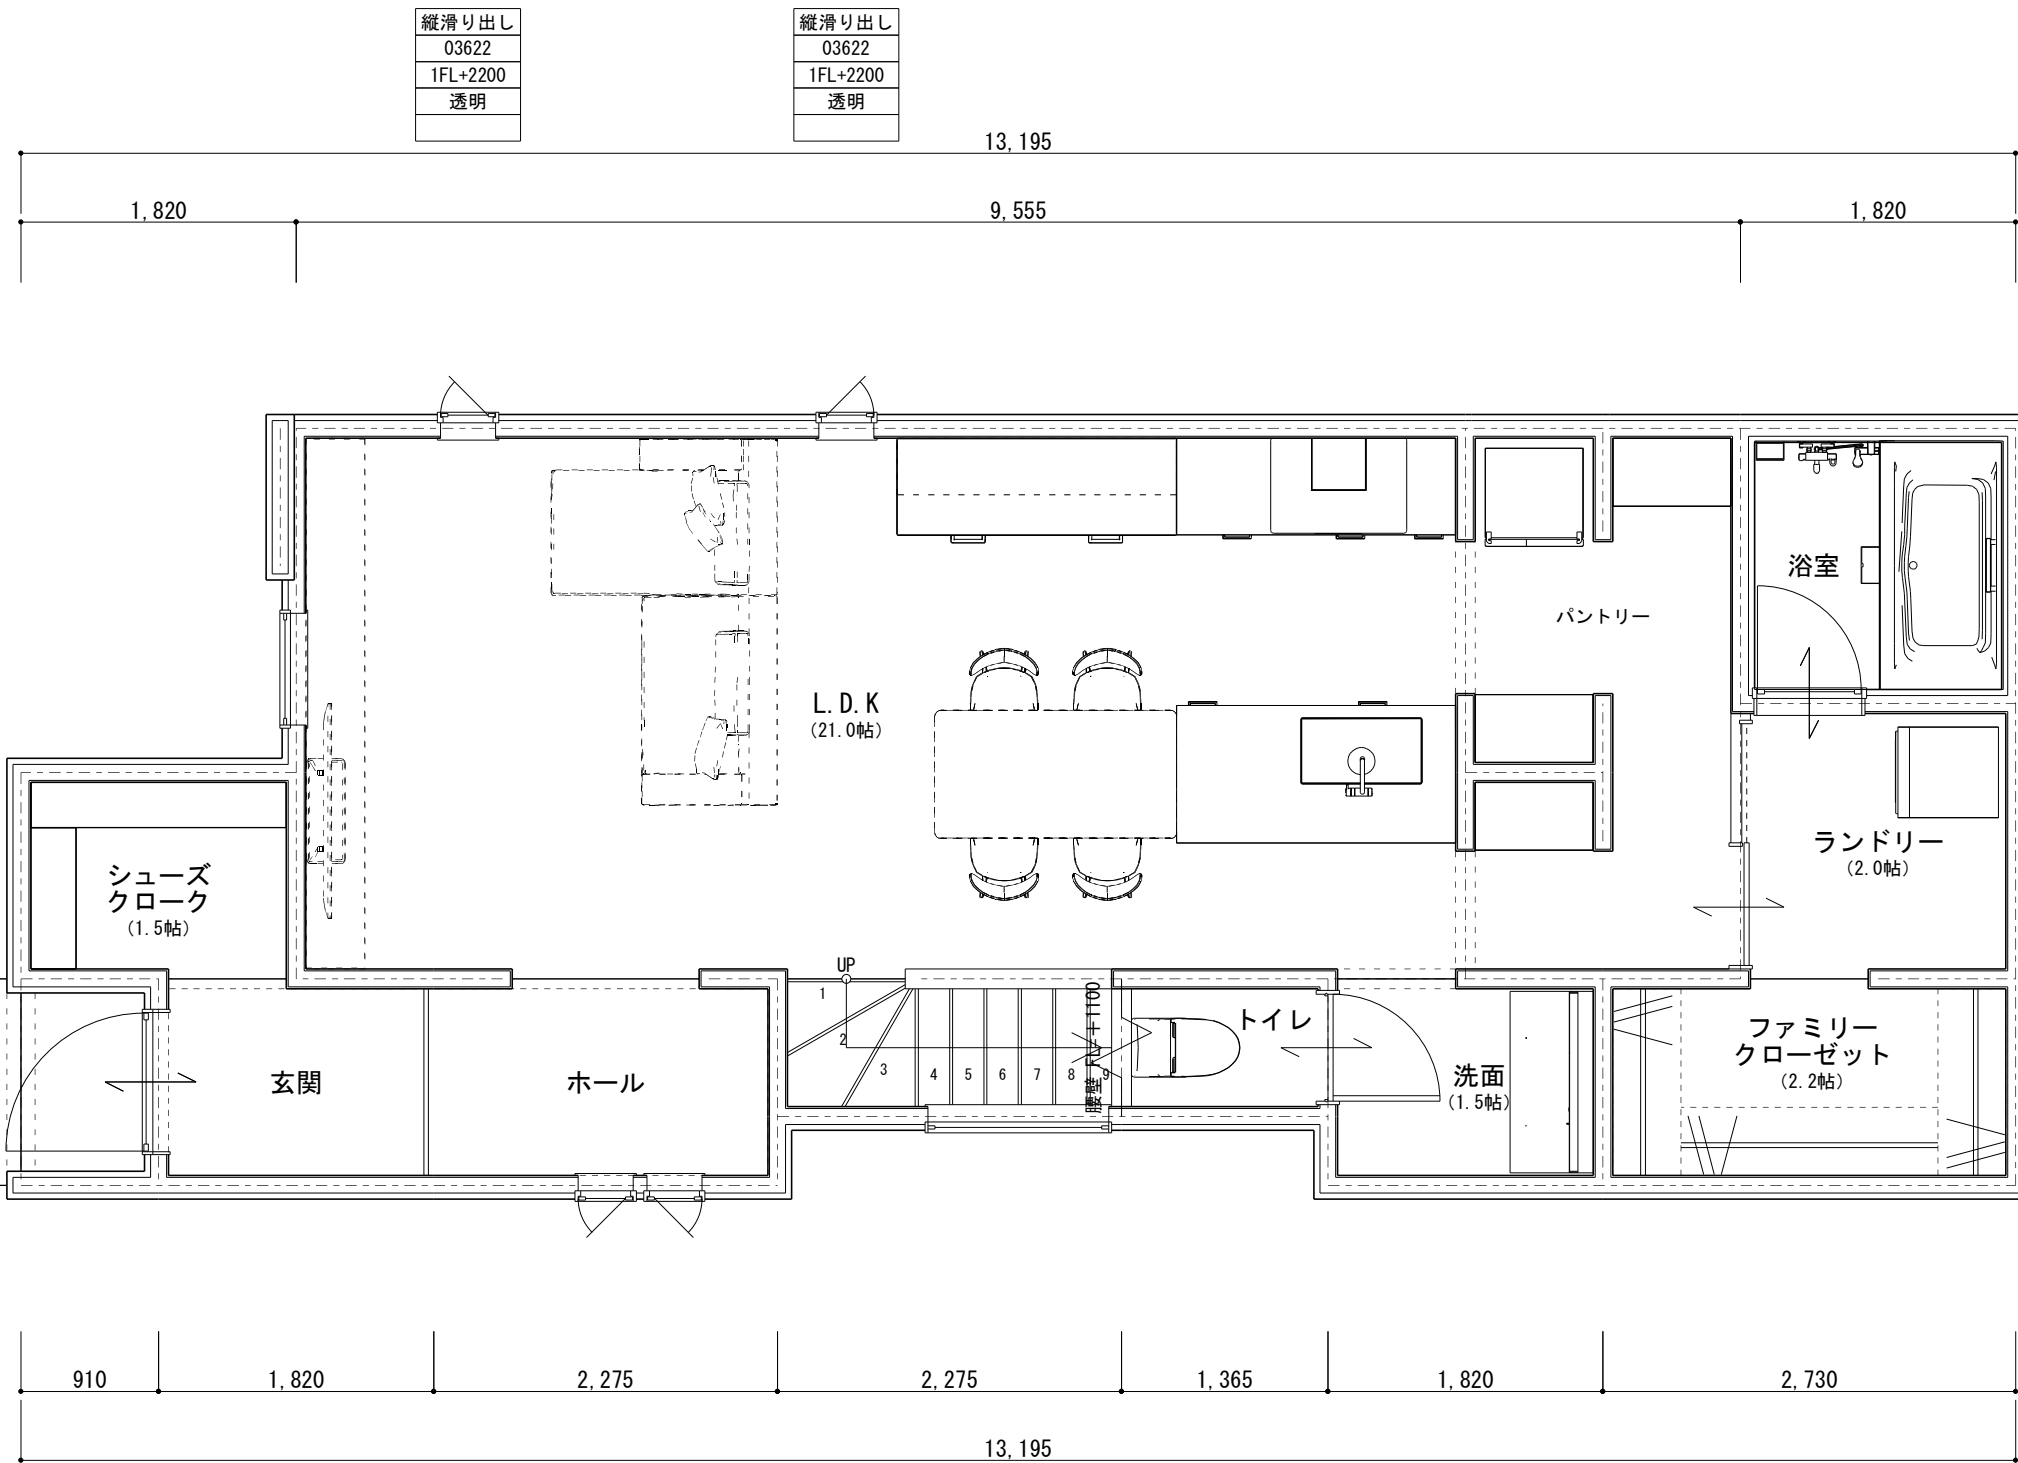 縦滑り出し
03622
1FL+2200
透明
縦滑り出し
03622
1FL+2200
透明
13,195
1,820
9,555
1,820
浴室
パントリー
L.D.K
(21.0帖)
ランドリー
(2.0帖)
シューズ
クローク
(1.5帖)
UP
1
2
3
4
5
6
7
8
9
腰壁 FL=+1100
トイレ
玄関
ホール
洗面
(1.5帖)
ファミリー
クローゼット
(2.2帖)
910
1,820
2,275
2,275
1,365
1,820
2,730
13,195